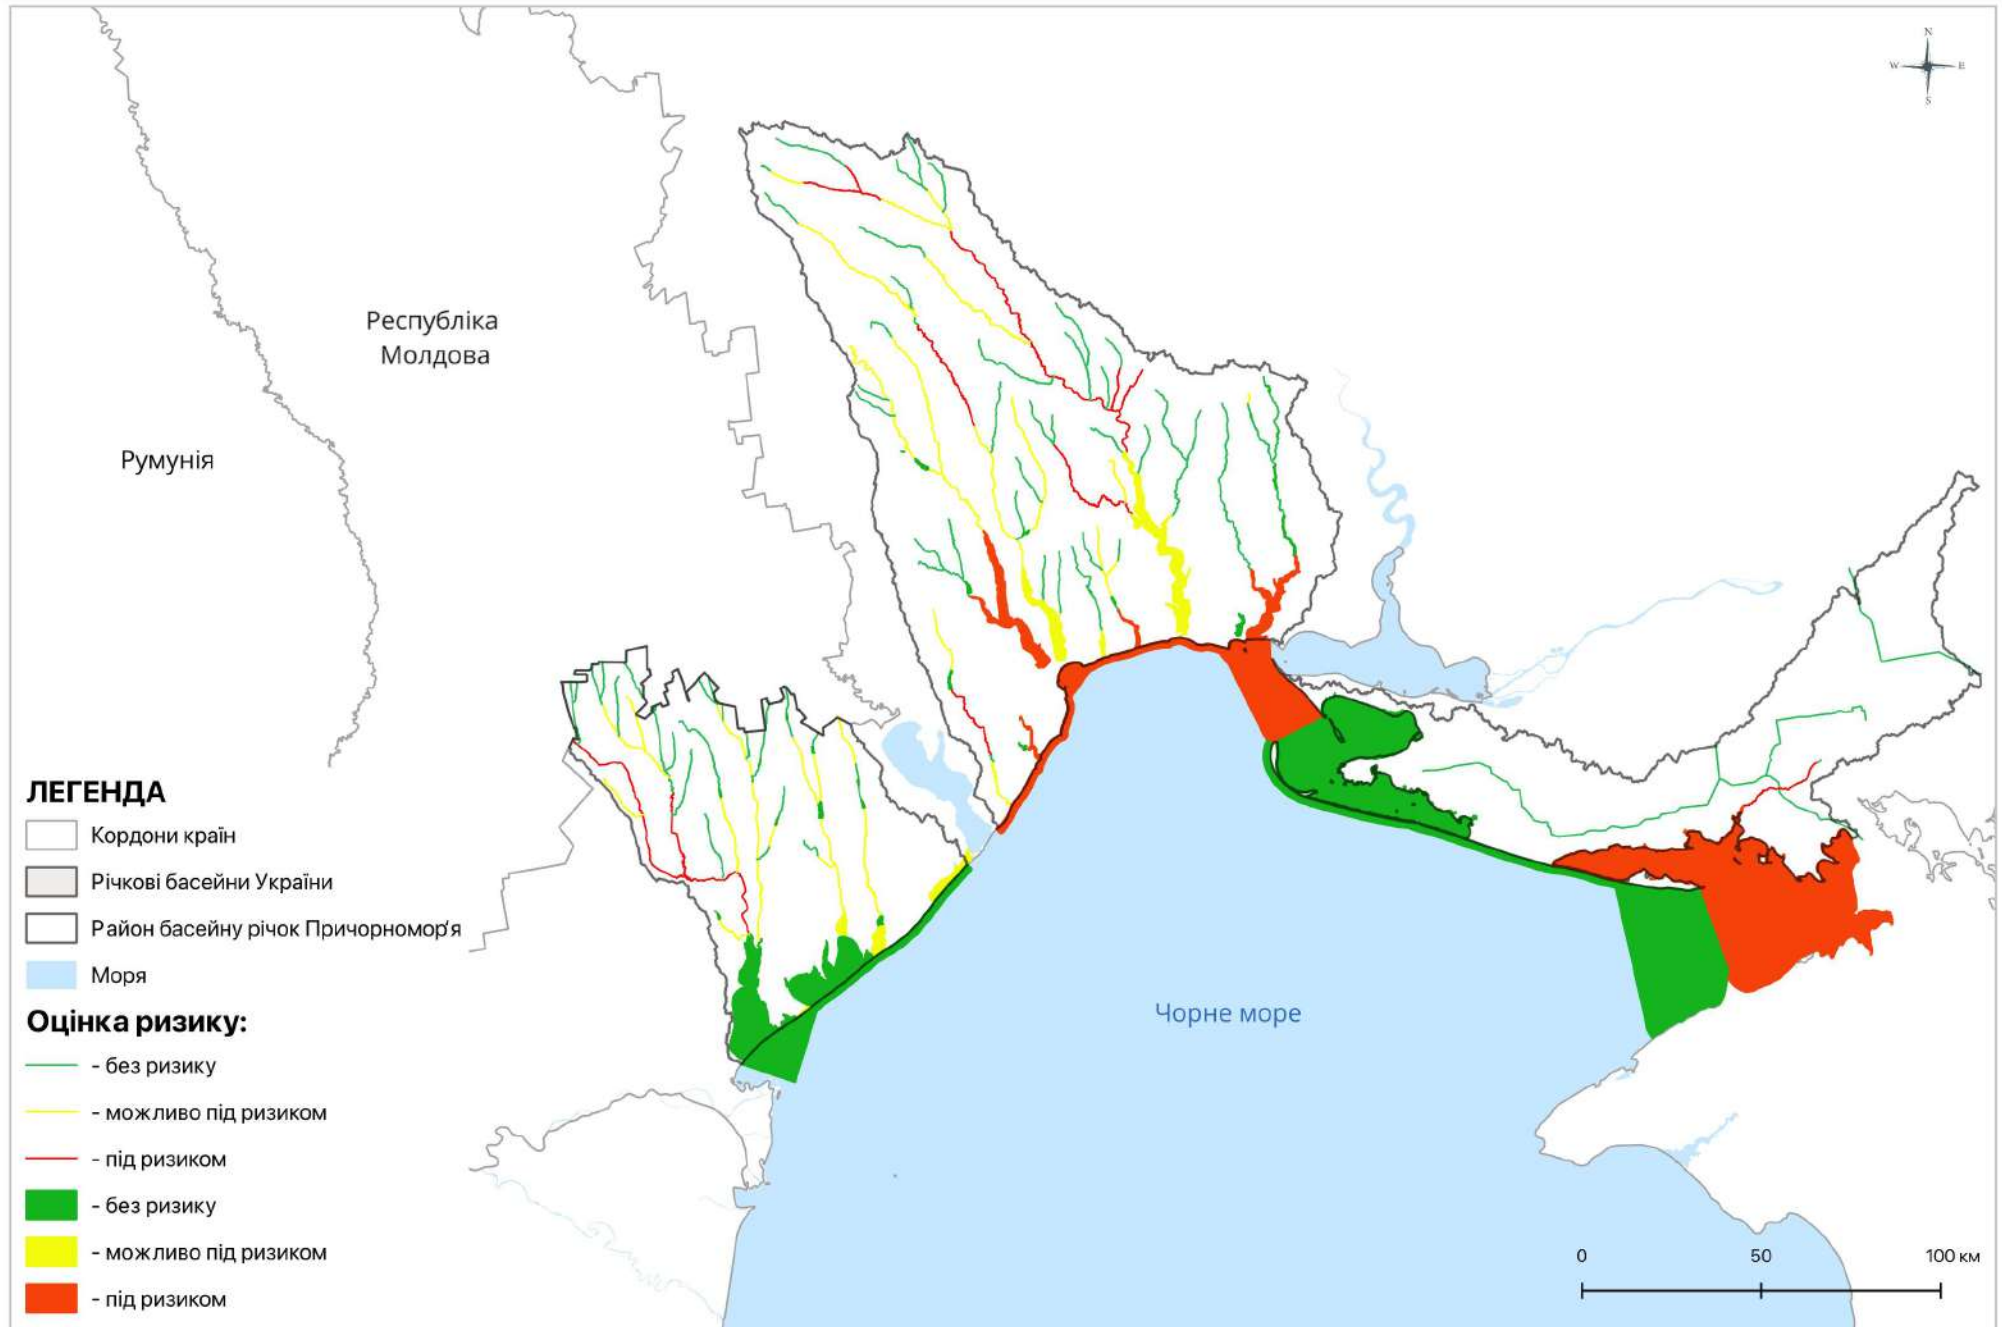 N
W E
S
Республіка
Молдова
Румунія
ЛЕГЕНДА
Кордони країн
Річкові басейни України
Район басейну річок Причорномор'я
Моря
Оцінка ризику:
- без ризику
- можливо під ризиком
- під ризиком
- без ризику
- можливо під ризиком
- під ризиком
Чорне море
0 50 100 км